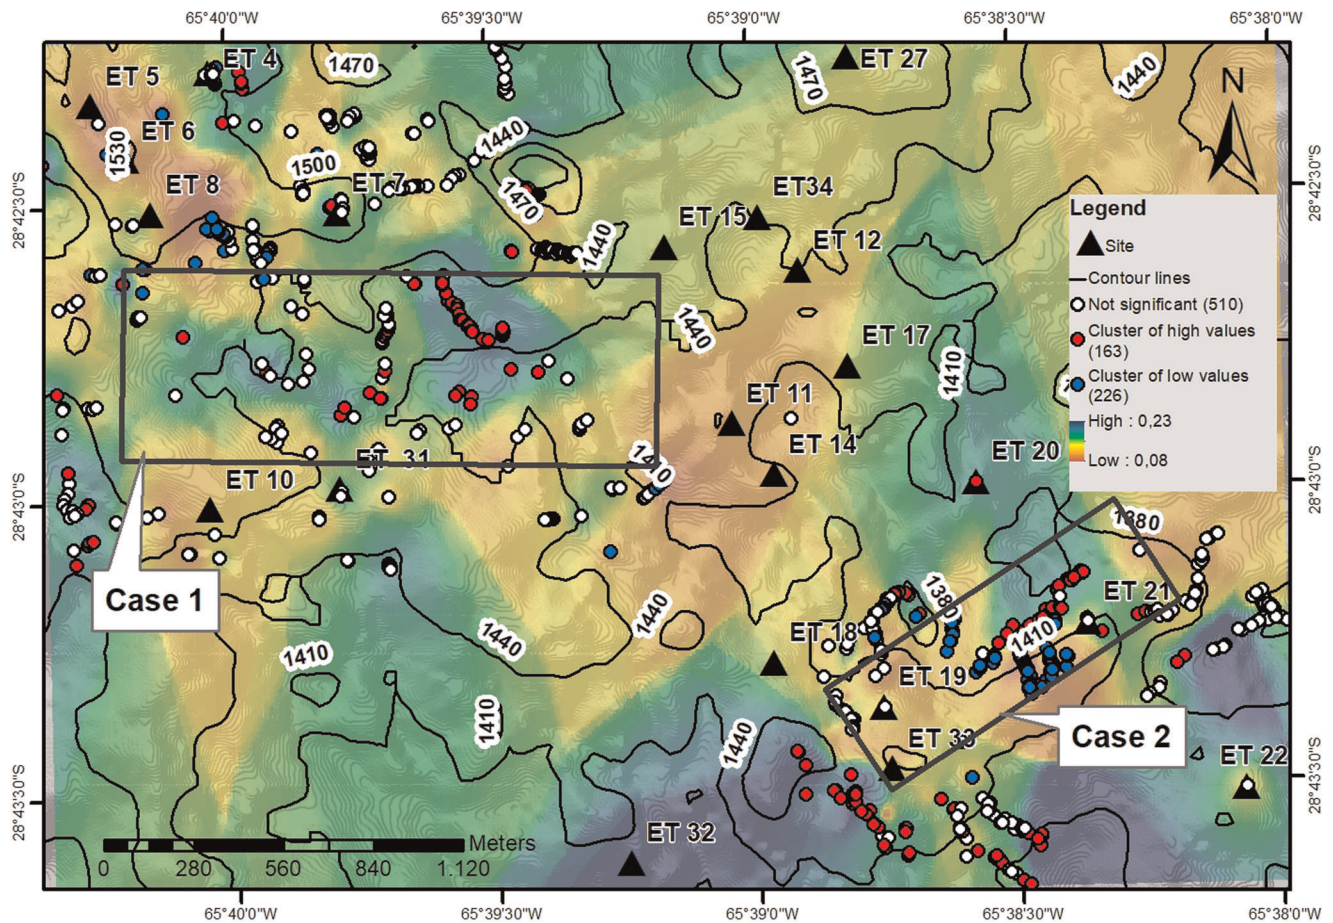 65°40'0"W 65°39'30"W 65°39'0"W 65°38'30"W 65°38'0"W
ET 4 1470 ET 27 1440
ET 5 1470 N
ET 6 1440
1530 1500
28°42'30"S ET 8 ET 7 1470 ET34 28°42'30"S
ET 15 ET 12
1440
Legend
Site
Contour lines
Not significant (510)
Cluster of high values
(163)
Cluster of low values
(226)
High : 0,23
Low : 0,08
1440 ET 17
1410
ET 11
ET 14
28°43'0"S ET 10 ET 31 1410 ET 20 28°43'0"S
1380
Case 1
1380 ET 21
1440 ET 18 1410
1410 1440
ET 19
1410 1440 ET 33 Case 2
ET 22
28°43'30"S 28°43'30"S
ET 32
Meters
0 280 560 840 1.120
65°40'0"W 65°39'30"W 65°39'0"W 65°38'30"W 65°38'0"W